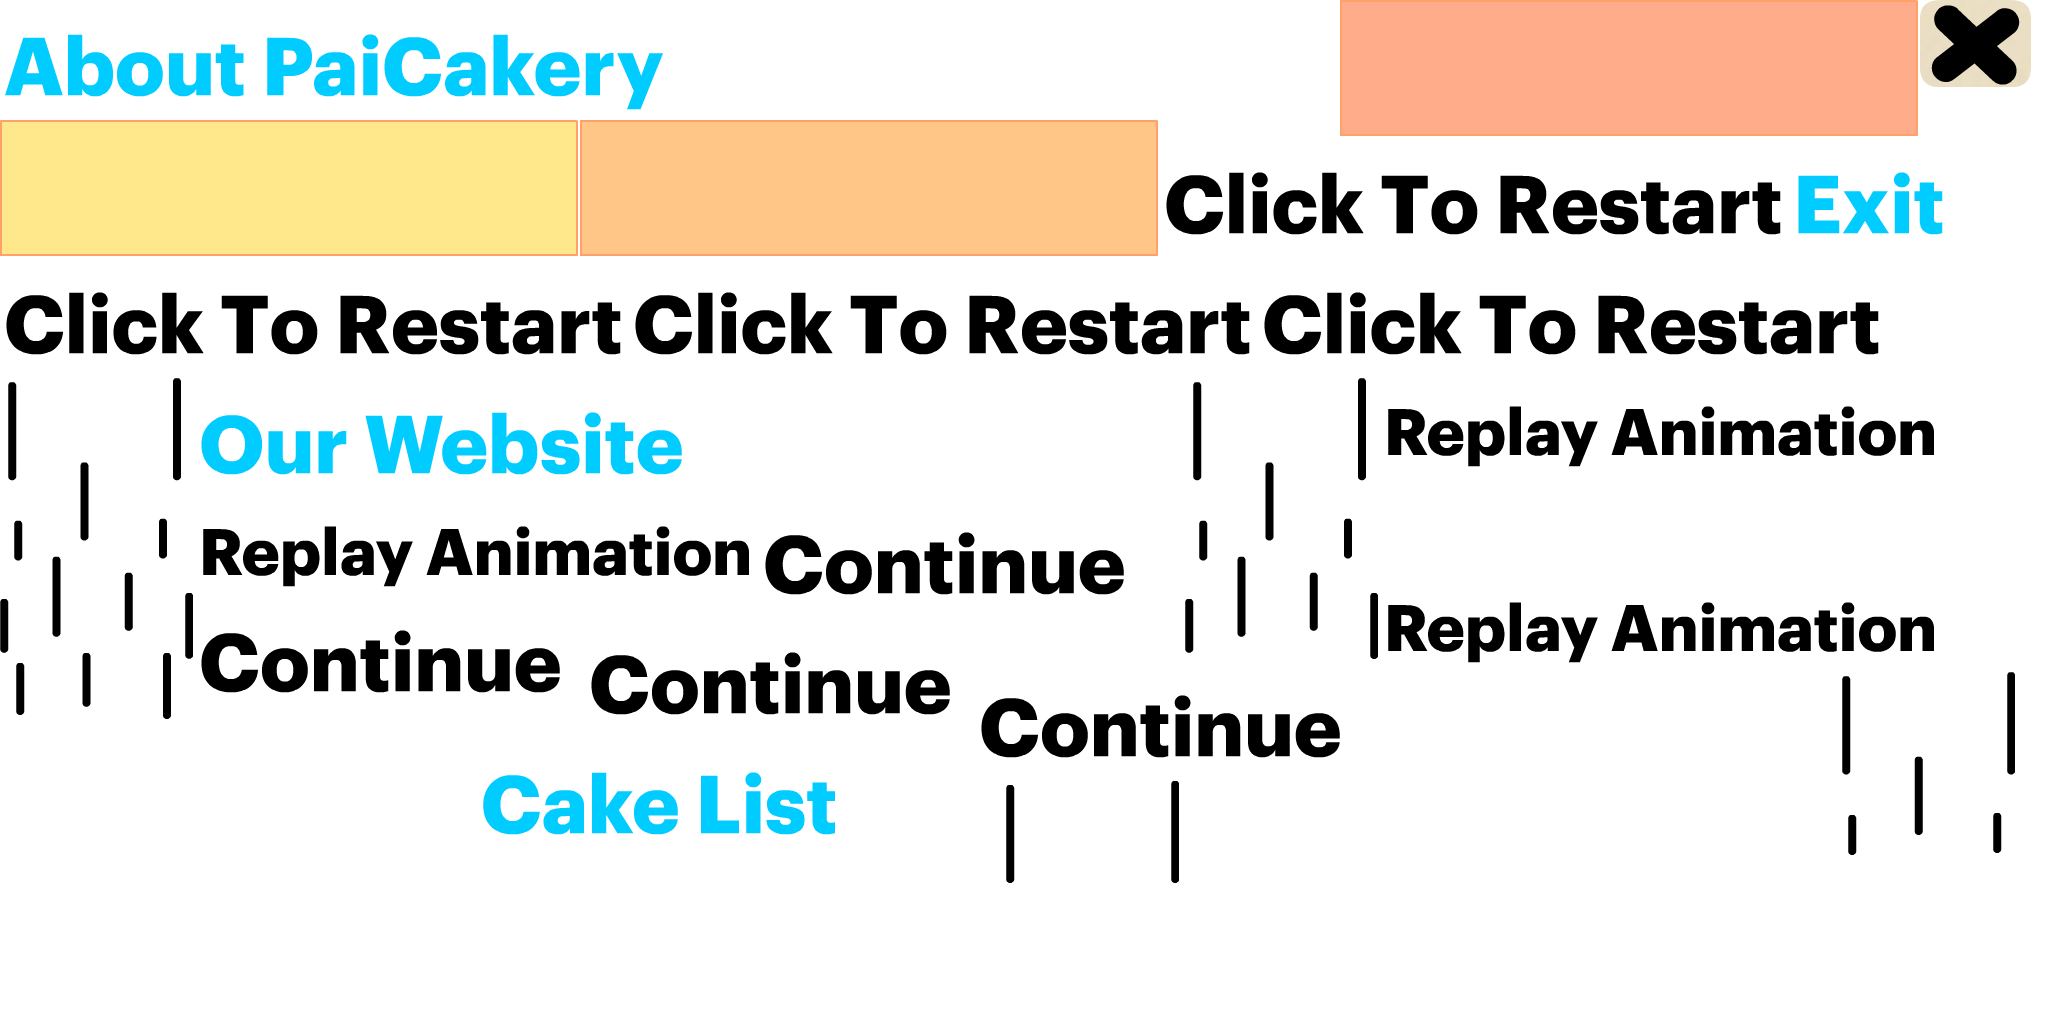 About PaiCakery
Click To Restart Exit
Click To Restart Click To Restart Click To Restart
Our Website
Replay Animation
Replay Animation Continue
Replay Animation
Continue
Continue
Continue
Cake List